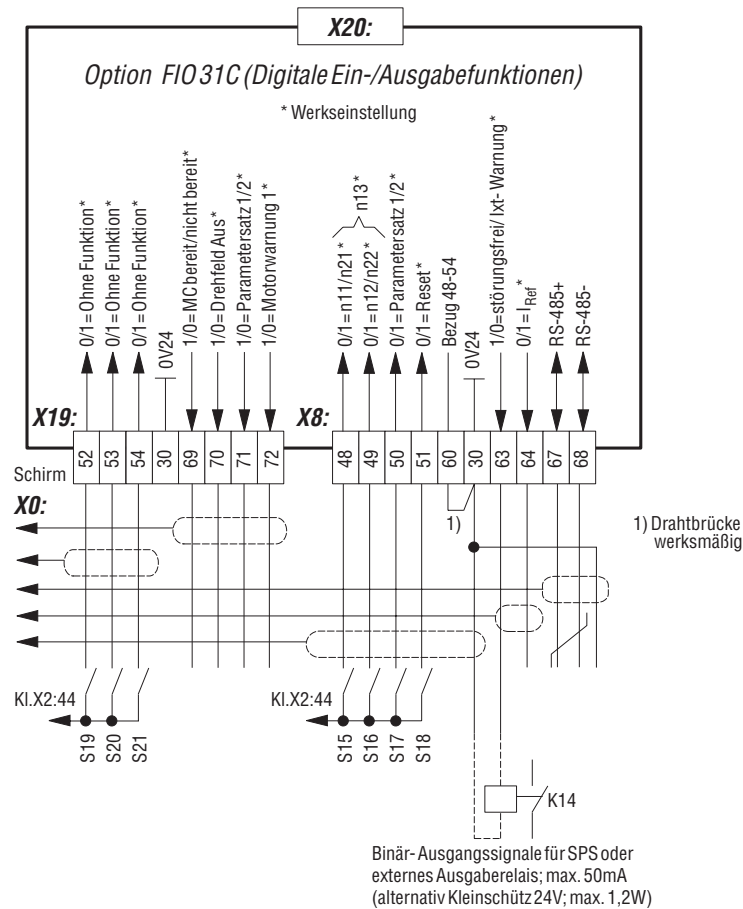 X20:
Option FIO 31C (Digitale Ein-/Ausgabefunktionen)
* Werkseinstellung
0/1= Ohne Funktion*
0/1= Ohne Funktion*
0/1= Ohne Funktion*
0V24
1/0= MC bereit/nicht bereit*
1/0= Drehfeld Aus*
1/0= Parametersatz 1/2*
1/0= Motorwarnung 1*
n13*
0/1= n11/n21*
0/1= n12/n22*
0/1= Parametersatz 1/2*
0/1= Reset*
Bezug 48-54
0V24
1/0=störungsfrei/ Ixt- Warnung*
0/1= IRef*
RS-485+
RS-485-
X19:
X8:
52 53 54 30 69 70 71 72
48 49 50 51 60 30 63 64 67 68
Schirm
X0:
1)
1) Drahtbrücke
werksmäßig
Kl.X2:44
S19 S20 S21
Kl.X2:44
S15 S16 S17 S18
K14
Binär- Ausgangssignale für SPS oder
externes Ausgaberelais; max. 50mA
(alternativ Kleinschütz 24V; max. 1,2W)